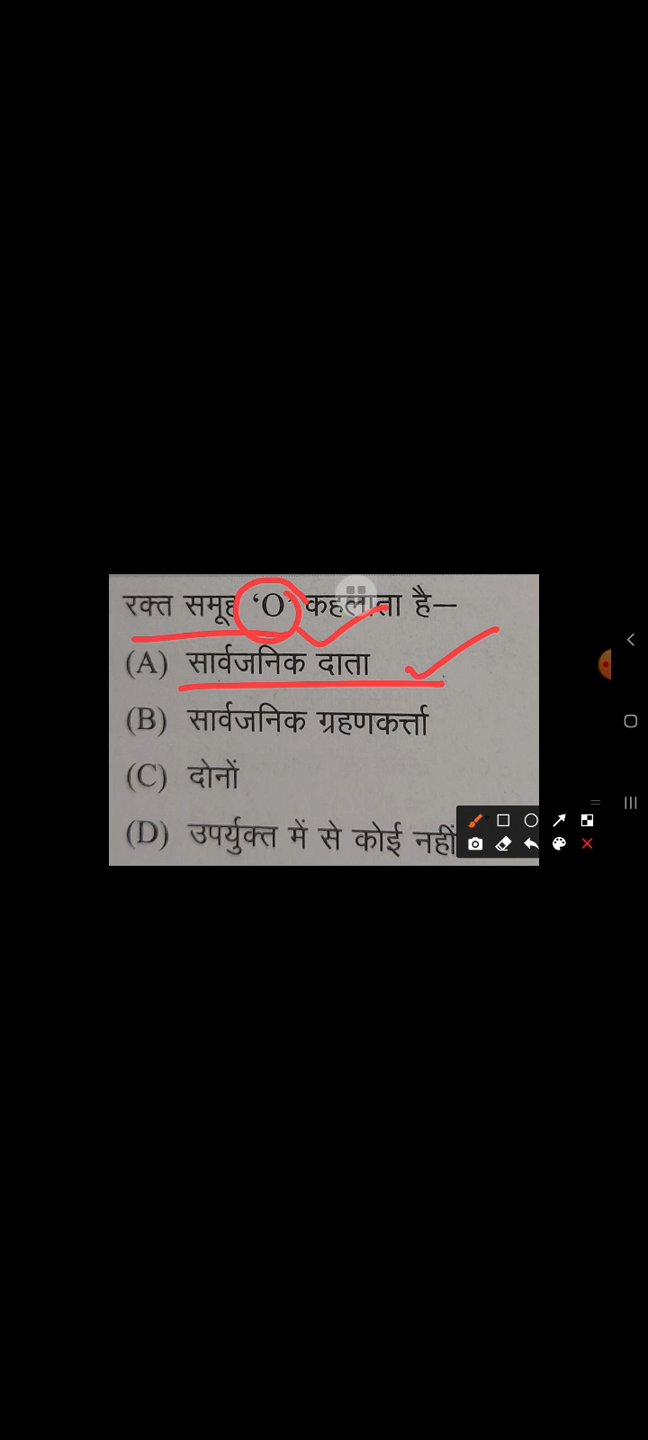 रक्त समूह 'O' कहलाता है—
(A) सार्वजनिक दाता
(B) सार्वजनिक ग्रहणकर्त्ता
(C) दोनों
(D) उपर्युक्त में से कोई नहीं